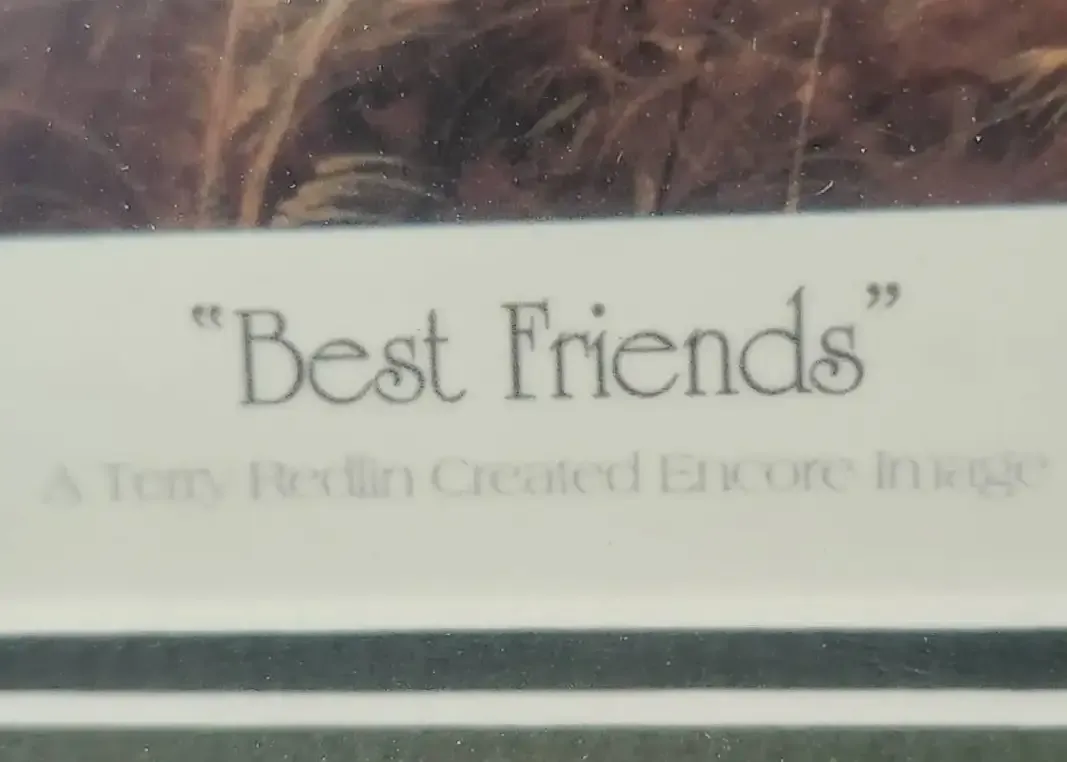 “Best Friends”
A Terry Redlin Created Encore Image